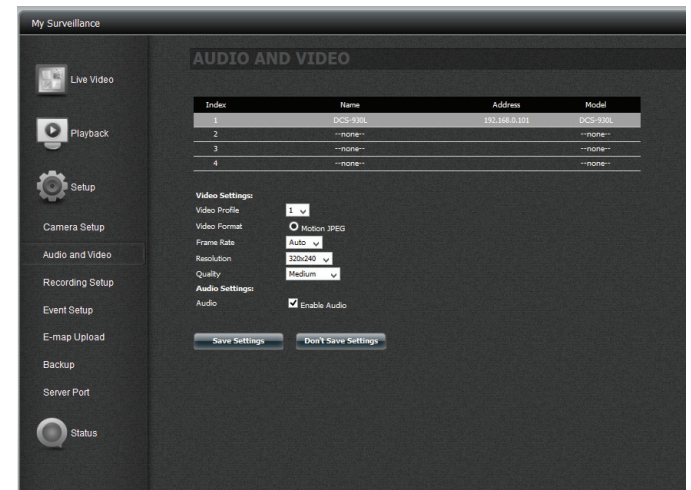 My Surveillance
Live Video
Playback
Setup
Camera Setup
Audio and Video
Recording Setup
Event Setup
E-map Upload
Backup
Server Port
Status
AUDIO AND VIDEO
Index Name Address Model
1 DCS-930L 192.168.0.101 DCS-930L
2 --none-- --none--
3 --none-- --none--
4 --none-- --none--
Video Settings:
Video Profile 1
Video Format Motion JPEG
Frame Rate Auto
Resolution 320x240
Quality Medium
Audio Settings:
Audio Enable Audio
Save Settings Don't Save Settings